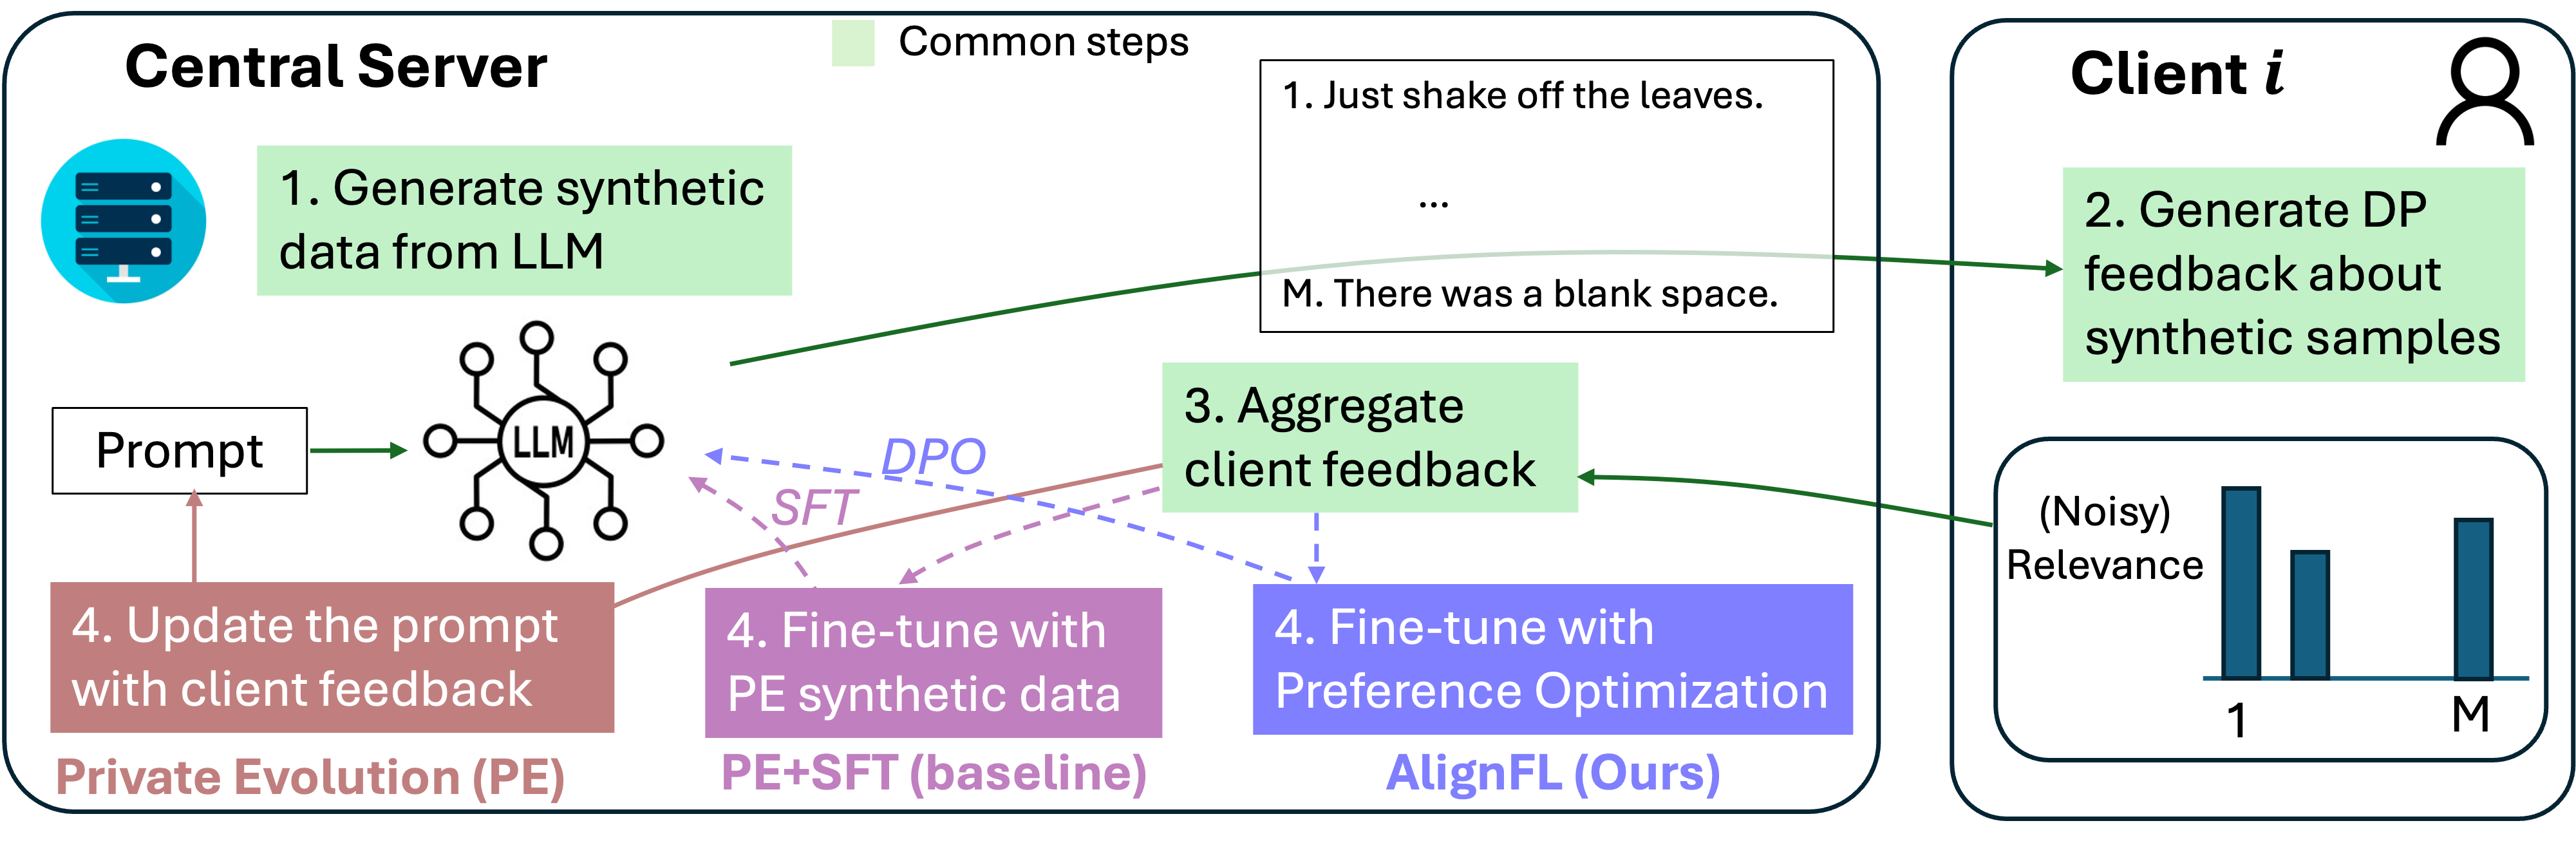 Central Server
Common steps
1. Generate synthetic
data from LLM
1. Just shake off the leaves.
...
M. There was a blank space.
Client i
2. Generate DP
feedback about
synthetic samples
Prompt
LLM
DPO
SFT
3. Aggregate
client feedback
(Noisy)
Relevance
1
M
4. Update the prompt
with client feedback
Private Evolution (PE)
4. Fine-tune with
PE synthetic data
PE+SFT (baseline)
4. Fine-tune with
Preference Optimization
AlignFL (Ours)